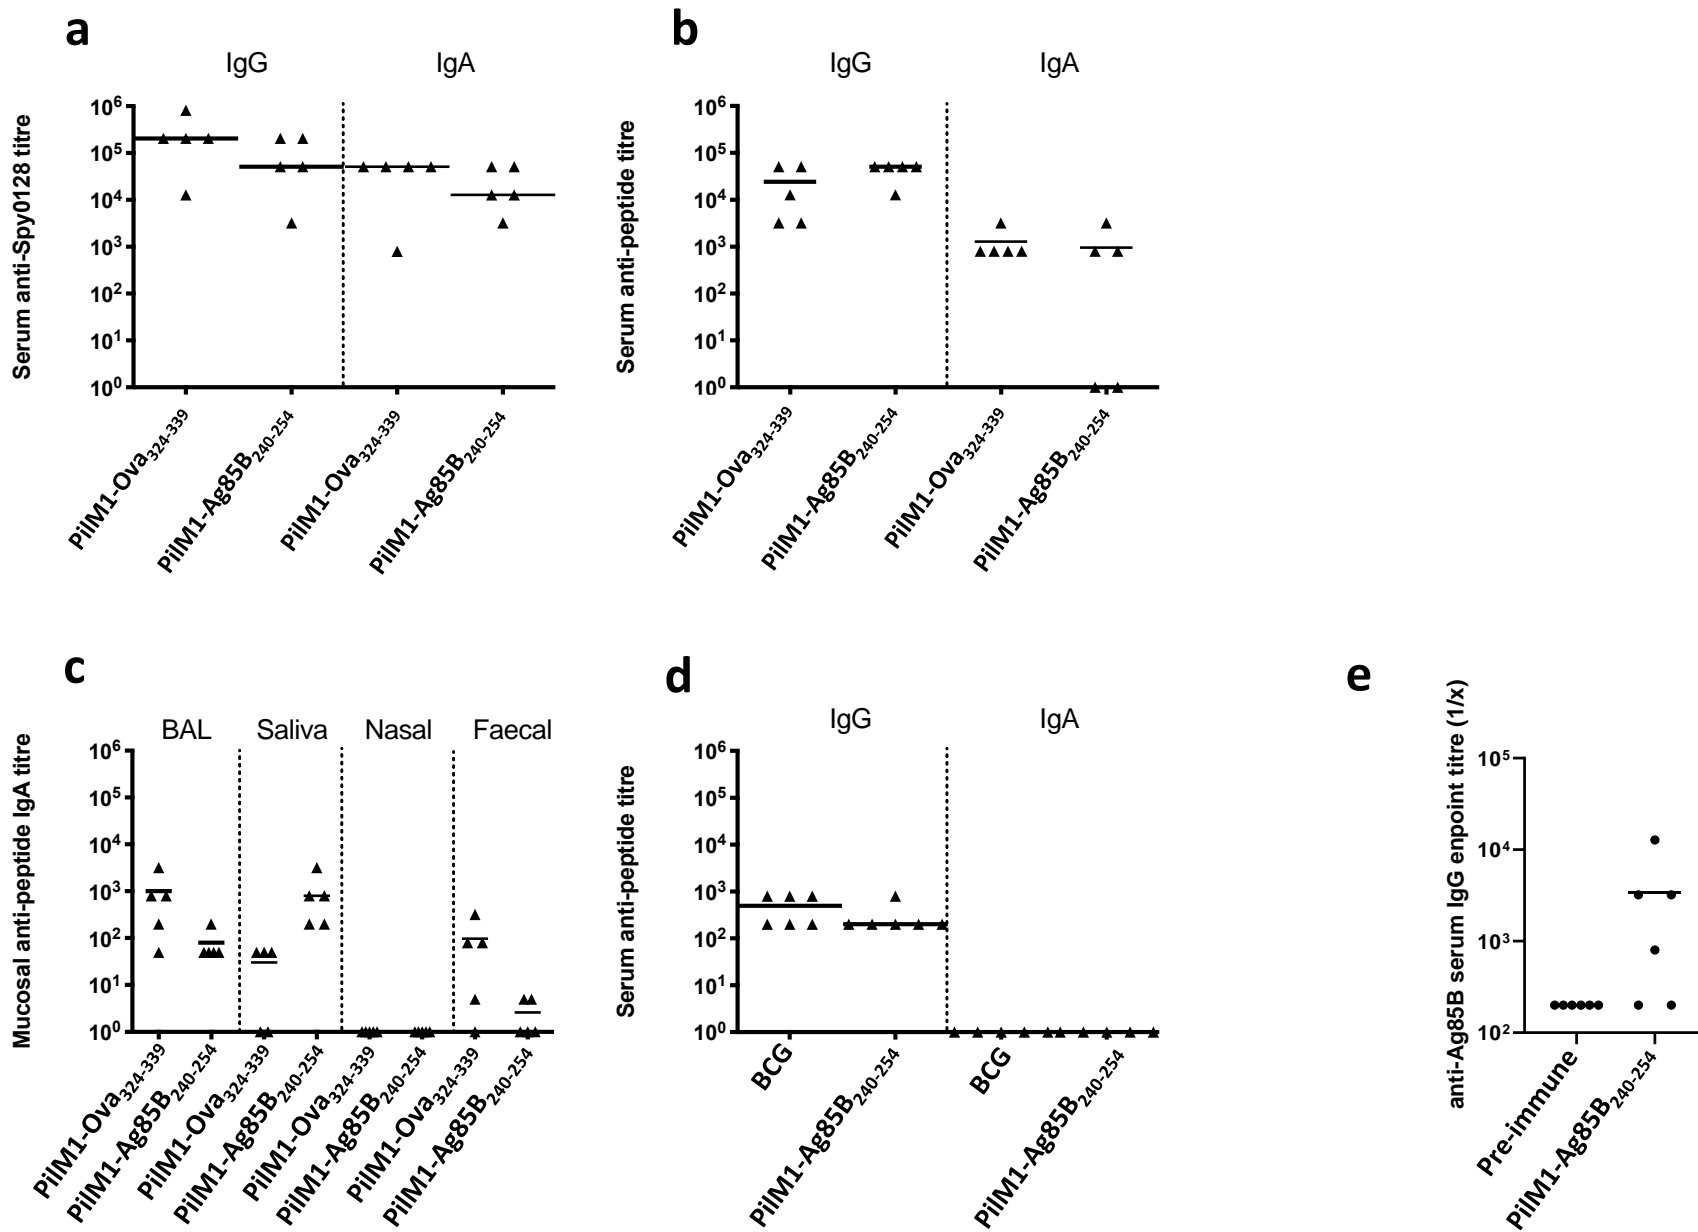 a
IgG
IgA
Serum anti-Spy0128 titre
10⁶
10⁵
10⁴
10³
10²
10¹
10⁰
PilM1-Ova₃₂₄₋₃₃₉
PilM1-Ag85B₂₄₀₋₂₅₄
PilM1-Ova₃₂₄₋₃₃₉
PilM1-Ag85B₂₄₀₋₂₅₄
b
IgG
IgA
Serum anti-peptide titre
10⁶
10⁵
10⁴
10³
10²
10¹
10⁰
PilM1-Ova₃₂₄₋₃₃₉
PilM1-Ag85B₂₄₀₋₂₅₄
PilM1-Ova₃₂₄₋₃₃₉
PilM1-Ag85B₂₄₀₋₂₅₄
c
BAL
Saliva
Nasal
Faecal
Mucosal anti-peptide IgA titre
10⁶
10⁵
10⁴
10³
10²
10¹
10⁰
PilM1-Ova₃₂₄₋₃₃₉
PilM1-Ag85B₂₄₀₋₂₅₄
PilM1-Ova₃₂₄₋₃₃₉
PilM1-Ag85B₂₄₀₋₂₅₄
PilM1-Ova₃₂₄₋₃₃₉
PilM1-Ag85B₂₄₀₋₂₅₄
PilM1-Ova₃₂₄₋₃₃₉
PilM1-Ag85B₂₄₀₋₂₅₄
d
IgG
IgA
Serum anti-peptide titre
10⁶
10⁵
10⁴
10³
10²
10¹
10⁰
BCG
PilM1-Ag85B₂₄₀₋₂₅₄
BCG
PilM1-Ag85B₂₄₀₋₂₅₄
e
anti-Ag85B serum IgG enpoint titre (1/x)
10⁵
10⁴
10³
10²
Pre-immune
PilM1-Ag85B₂₄₀₋₂₅₄